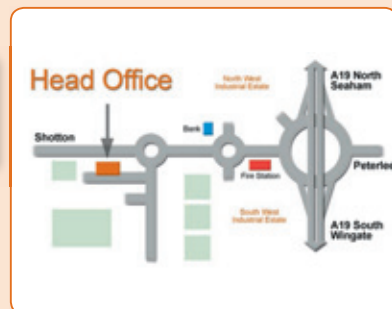 Head Office
North West
Industrial Estate
A19 North
Seaham
Bank
Shotton
Fire Station
Peterlee
South West
Industrial Estate
A19 South
Wingate